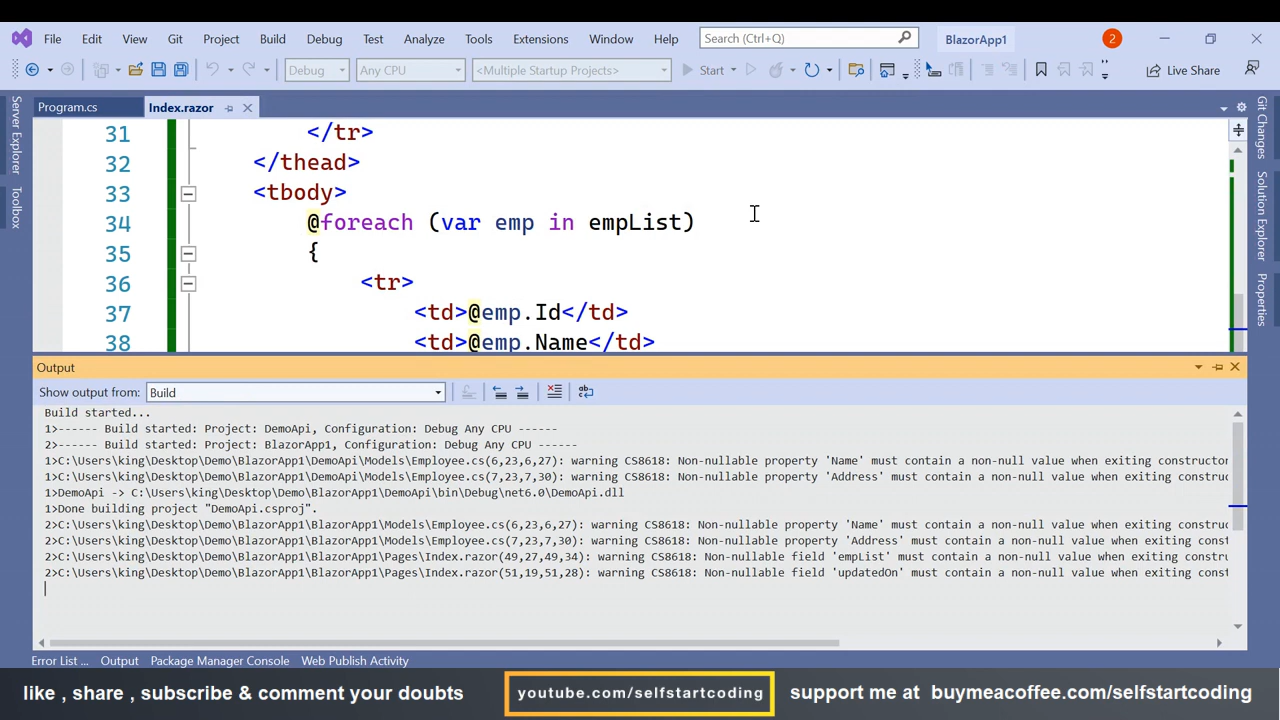 File Edit View Git Project Build Debug Test Analyze Tools Extensions Window Help Search (Ctrl+Q) BlazorApp1 2
Debug Any CPU <Multiple Startup Projects> Start Live Share
Program.cs Index.razor
Server Explorer
Toolbox
Git Changes
Solution Explorer
Properties
31 </tr>
32 </thead>
33 <tbody>
34 @foreach (var emp in empList)
35 {
36 <tr>
37 <td>@emp.Id</td>
38 <td>@emp.Name</td>
Output
Show output from: Build
Build started...
1>------ Build started: Project: DemoApi, Configuration: Debug Any CPU ------
2>------ Build started: Project: BlazorApp1, Configuration: Debug Any CPU ------
1>C:\Users\king\Desktop\Demo\BlazorApp1\DemoApi\Models\Employee.cs(6,23,6,27): warning CS8618: Non-nullable property 'Name' must contain a non-null value when exiting constructor
1>C:\Users\king\Desktop\Demo\BlazorApp1\DemoApi\Models\Employee.cs(7,23,7,30): warning CS8618: Non-nullable property 'Address' must contain a non-null value when exiting construc
1>DemoApi -> C:\Users\king\Desktop\Demo\BlazorApp1\DemoApi\bin\Debug\net6.0\DemoApi.dll
1>Done building project "DemoApi.csproj".
2>C:\Users\king\Desktop\Demo\BlazorApp1\BlazorApp1\Models\Employee.cs(6,23,6,27): warning CS8618: Non-nullable property 'Name' must contain a non-null value when exiting construc
2>C:\Users\king\Desktop\Demo\BlazorApp1\BlazorApp1\Models\Employee.cs(7,23,7,30): warning CS8618: Non-nullable property 'Address' must contain a non-null value when exiting const
2>C:\Users\king\Desktop\Demo\BlazorApp1\BlazorApp1\Pages\Index.razor(49,27,49,34): warning CS8618: Non-nullable field 'empList' must contain a non-null value when exiting constru
2>C:\Users\king\Desktop\Demo\BlazorApp1\BlazorApp1\Pages\Index.razor(51,19,51,28): warning CS8618: Non-nullable field 'updatedOn' must contain a non-null value when exiting const
Error List ... Output Package Manager Console Web Publish Activity
like , share , subscribe & comment your doubts youtube.com/selfstartcoding support me at buymeacoffee.com/selfstartcoding